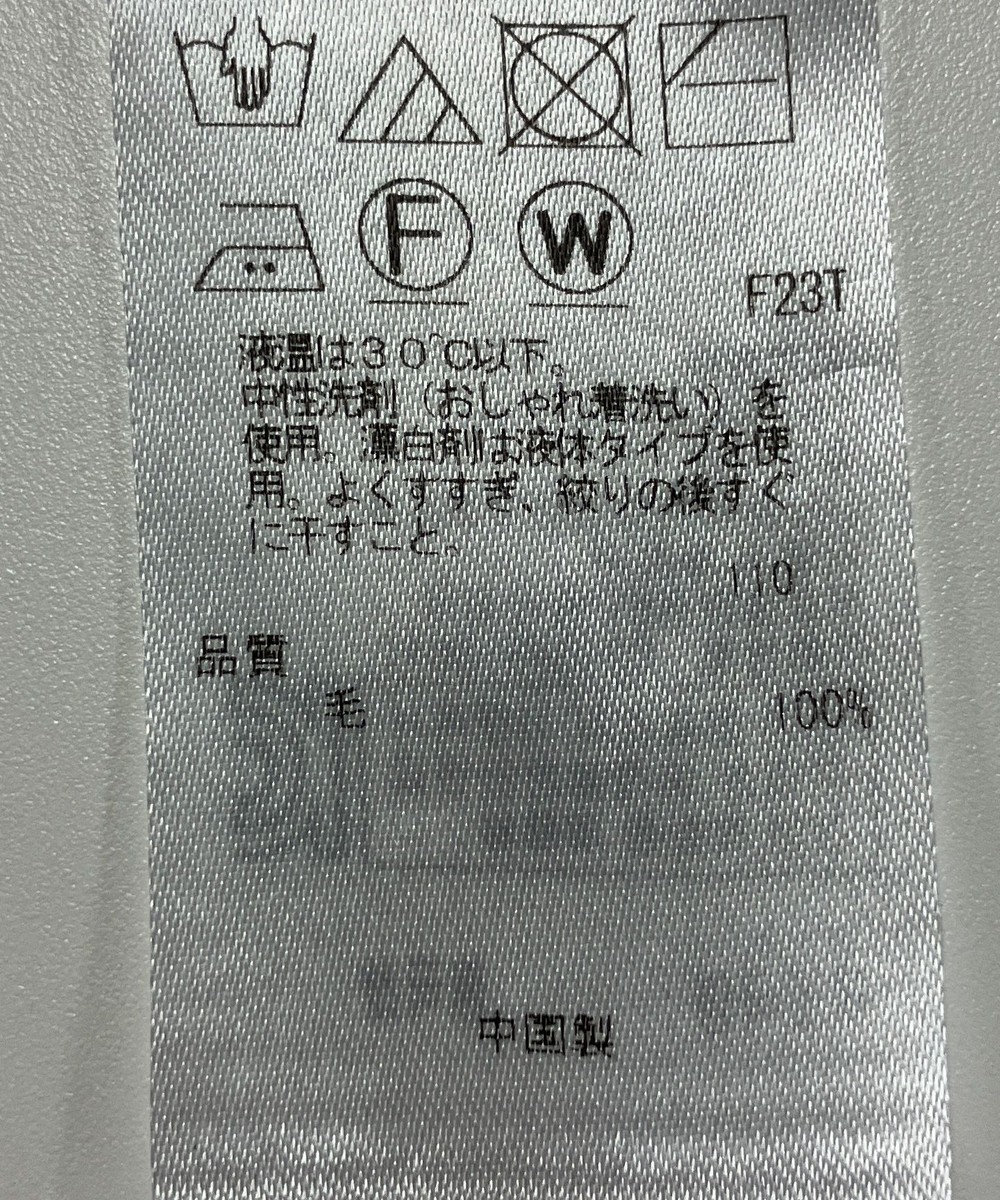 F W
F23T
液温は30℃以下。
中性洗剤(おしゃれ着洗い)を
使用。漂白剤は液体タイプを使
用。よくすすぎ、絞りの後すぐ
に干すこと。
110
品質
毛 100%
中国製